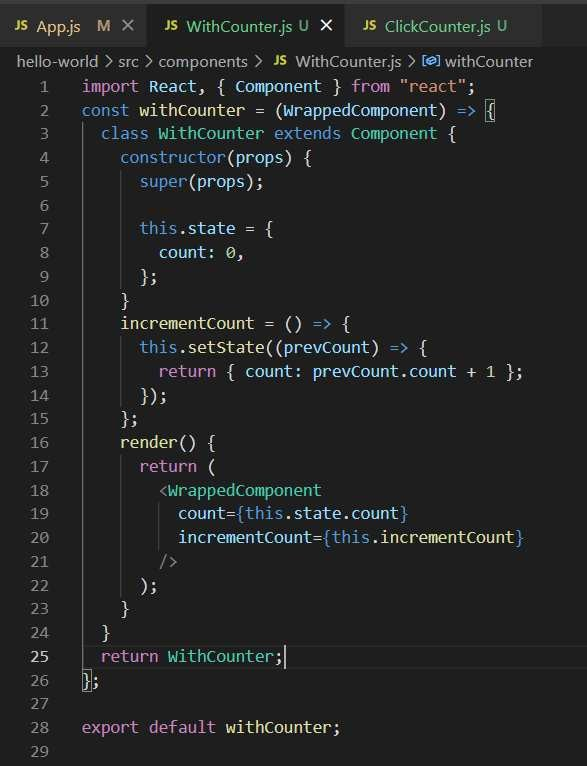 JS App.js M × JS WithCounter.js U × JS ClickCounter.js U
hello-world > src > components > JS WithCounter.js > withCounter
1 import React, { Component } from "react";
2 const withCounter = (WrappedComponent) => {
3   class WithCounter extends Component {
4     constructor(props) {
5       super(props);
6
7       this.state = {
8         count: 0,
9       };
10     }
11     incrementCount = () => {
12       this.setState((prevCount) => {
13         return { count: prevCount.count + 1 };
14       });
15     };
16     render() {
17       return (
18         <WrappedComponent
19           count={this.state.count}
20           incrementCount={this.incrementCount}
21         />
22       );
23     }
24   }
25   return WithCounter;
26 };
27
28 export default withCounter;
29